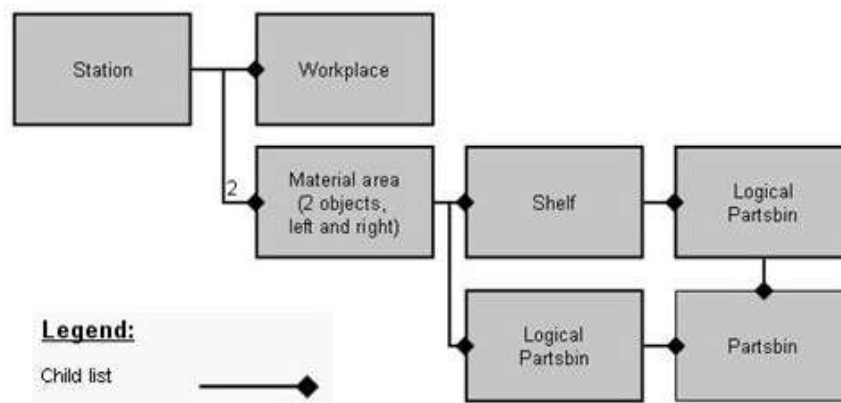 Station
Workplace
2
Material area
(2 objects,
left and right)
Shelf
Logical
Partsbin
Logical
Partsbin
Partsbin
Legend:
Child list